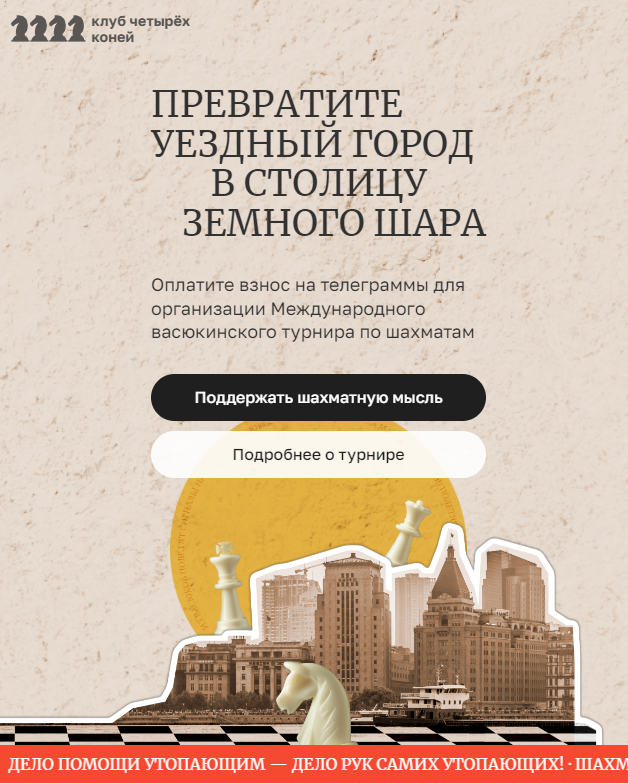 клуб четырёх
коней
ПРЕВРАТИТЕ
УЕЗДНЫЙ ГОРОД
В СТОЛИЦУ
ЗЕМНОГО ШАРА
Оплатите взнос на телеграммы для
организации Международного
васюкинского турнира по шахматам
Поддержать шахматную мысль
Подробнее о турнире
ДЕЛО ПОМОЩИ УТОПАЮЩИМ — ДЕЛО РУК САМИХ УТОПАЮЩИХ! · ШАХМ